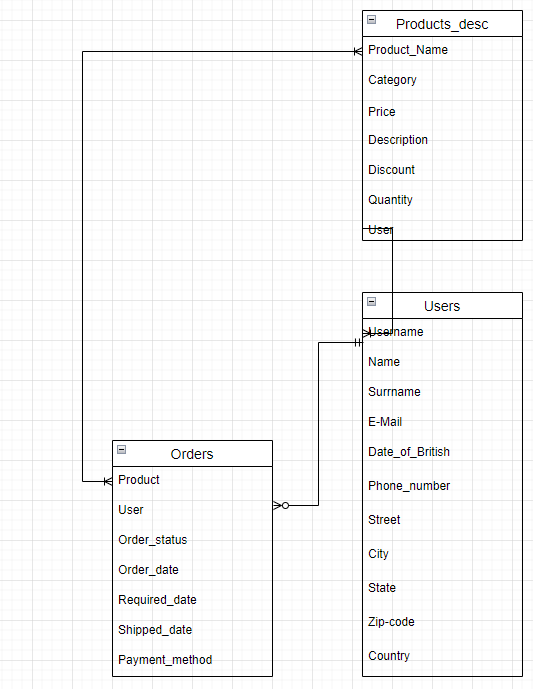 Products_desc
Product_Name
Category
Price
Description
Discount
Quantity
User
Users
Username
Name
Surrname
E-Mail
Date_of_British
Phone_number
Street
City
State
Zip-code
Country
Orders
Product
User
Order_status
Order_date
Required_date
Shipped_date
Payment_method